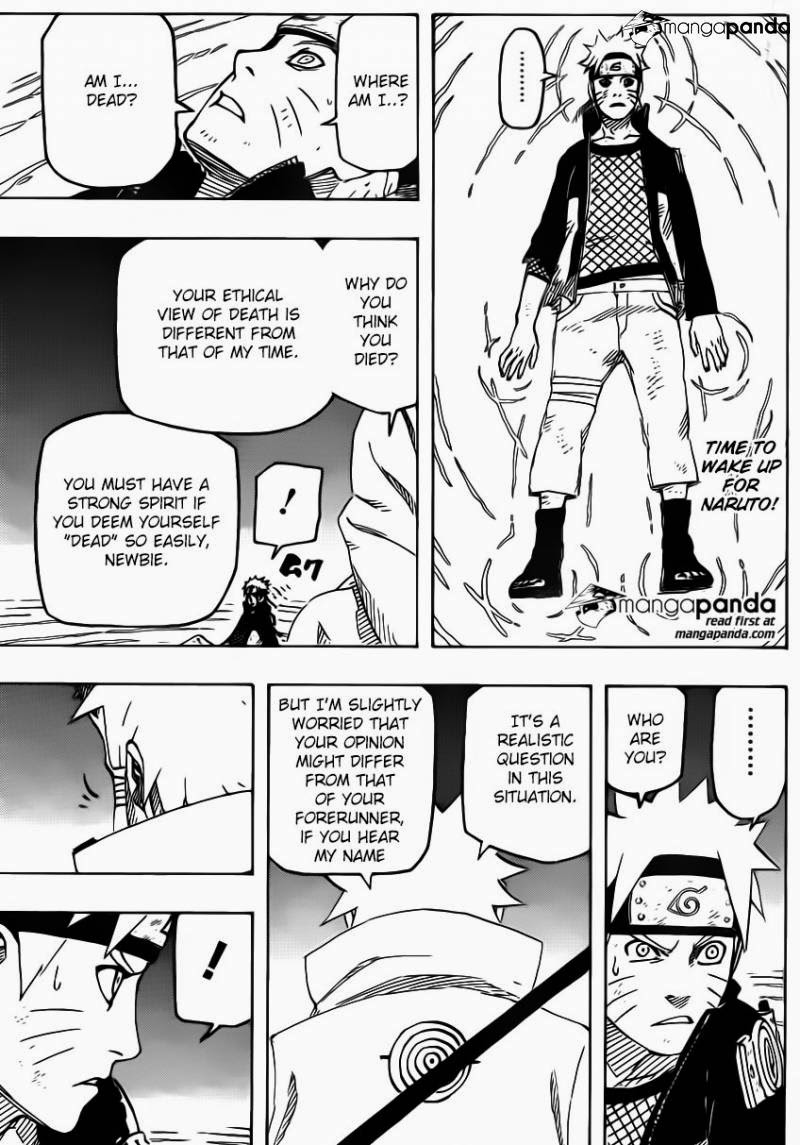 mangapanda
.........
WHERE
AM I..?
AM I...
DEAD?
TIME TO
WAKE UP
FOR
NARUTO!
mangapanda
read first at
mangapanda.com
WHY DO
YOU
THINK
YOU
DIED?
YOUR ETHICAL
VIEW OF DEATH IS
DIFFERENT FROM
THAT OF MY TIME.
!
ムク
YOU MUST HAVE A
STRONG SPIRIT IF
YOU DEEM YOURSELF
"DEAD" SO EASILY,
NEWBIE.
.........
WHO
ARE
YOU?
IT'S A
REALISTIC
QUESTION
IN THIS
SITUATION.
BUT I'M SLIGHTLY
WORRIED THAT
YOUR OPINION
MIGHT DIFFER
FROM THAT
OF YOUR
FORERUNNER,
IF YOU HEAR
MY NAME
!